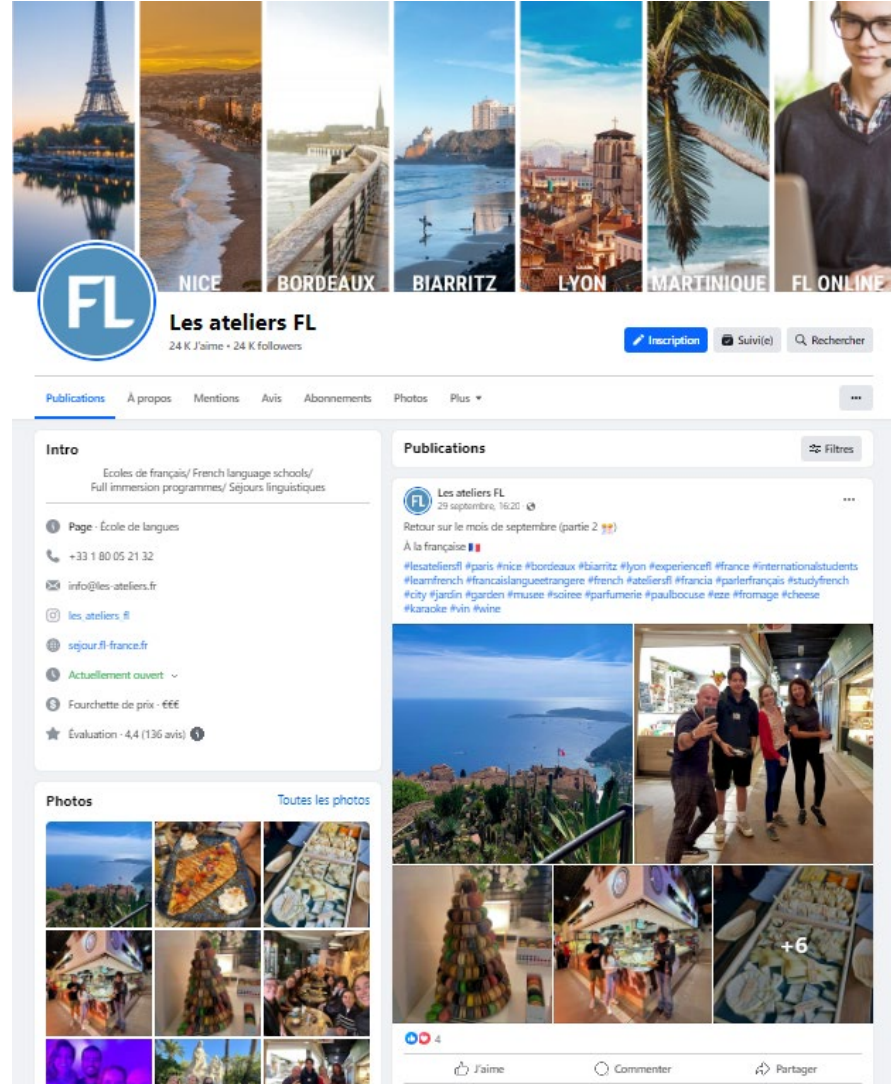 NICE
BORDEAUX
BIARRITZ
LYON
MARTINIQUE
FL ONLINE
FL
Les ateliers FL
24 K J'aime • 24 K followers
Inscription
Suivi(e)
Rechercher
Publications
À propos
Mentions
Avis
Abonnements
Photos
Plus
Intro
Ecoles de français/ French language schools/
Full immersion programmes/ Séjours linguistiques
Page · École de langues
+33 1 80 05 21 32
info@les-ateliers.fr
les_ateliers_fl
sejour.fl-france.fr
Actuellement ouvert
Fourchette de prix · €€€
Évaluation · 4,4 (136 avis)
Photos
Toutes les photos
Publications
Filtres
FL
Les ateliers FL
29 septembre, 16:20
Retour sur le mois de septembre (partie 2 )
À la française
#lesateliersfl #paris #nice #bordeaux #biarritz #lyon #experiencefl #france #internationalstudents
#learnfrench #francaislangueetrangere #french #ateliersfl #francia #parlerfrançais #studyfrench
#city #jardin #garden #musee #soiree #parfumerie #paulbocuse #eze #fromage #cheese
#karaoke #vin #wine
+6
4
J'aime
Commenter
Partager